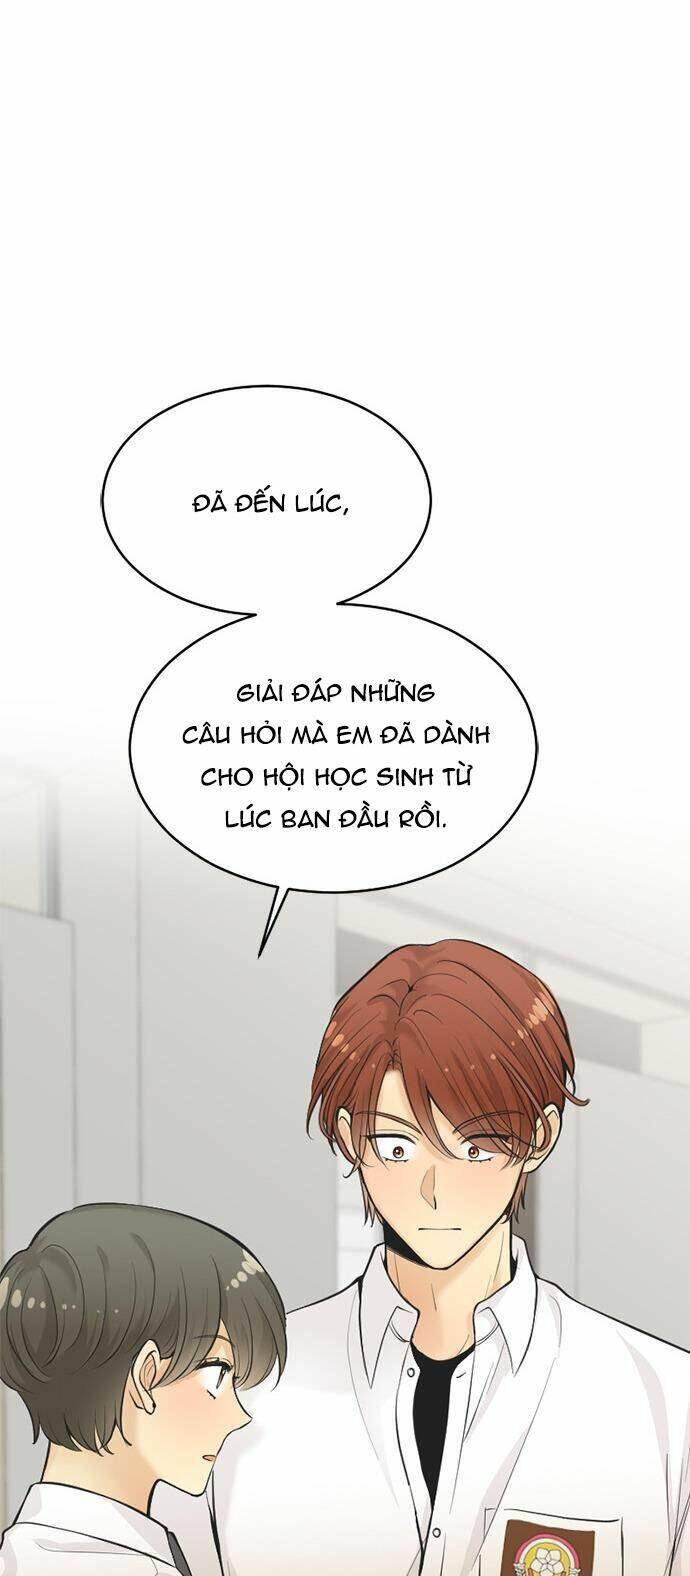 ĐÃ ĐẾN LÚC,
GIẢI ĐÁP NHỮNG
CÂU HỎI MÀ EM ĐÃ DÀNH
CHO HỘI HỌC SINH TỪ
LÚC BAN ĐẦU RỒI.